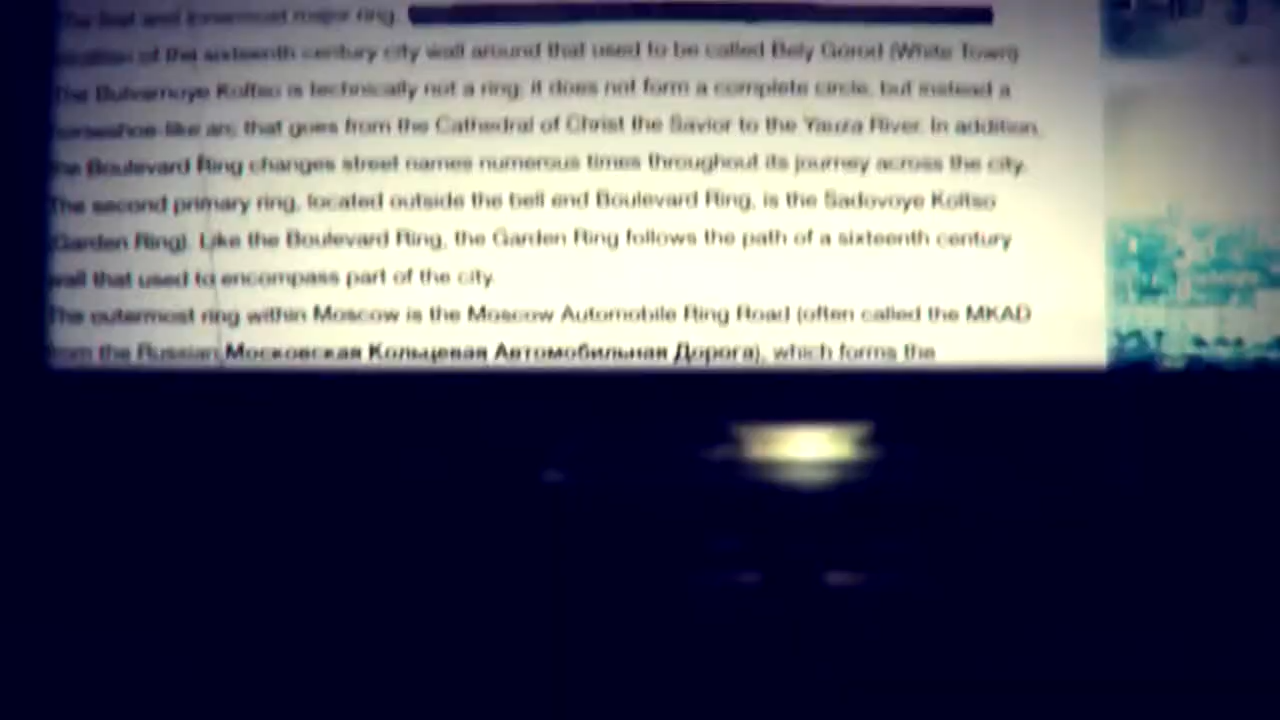 The first and innermost major ring,
location of the sixteenth century city wall around that used to be called Bely Gorod (White Town)
The Bulvarnoye Koltso is technically not a ring; it does not form a complete circle, but instead a
horseshoe-like arc that goes from the Cathedral of Christ the Savior to the Yauza River. In addition,
the Boulevard Ring changes street names numerous times throughout its journey across the city.
The second primary ring, located outside the bell end Boulevard Ring, is the Sadovoye Koltso
(Garden Ring). Like the Boulevard Ring, the Garden Ring follows the path of a sixteenth century
wall that used to encompass part of the city.
The outermost ring within Moscow is the Moscow Automobile Ring Road (often called the MKAD
from the Russian Московская Кольцевая Автомобильная Дорога), which forms the